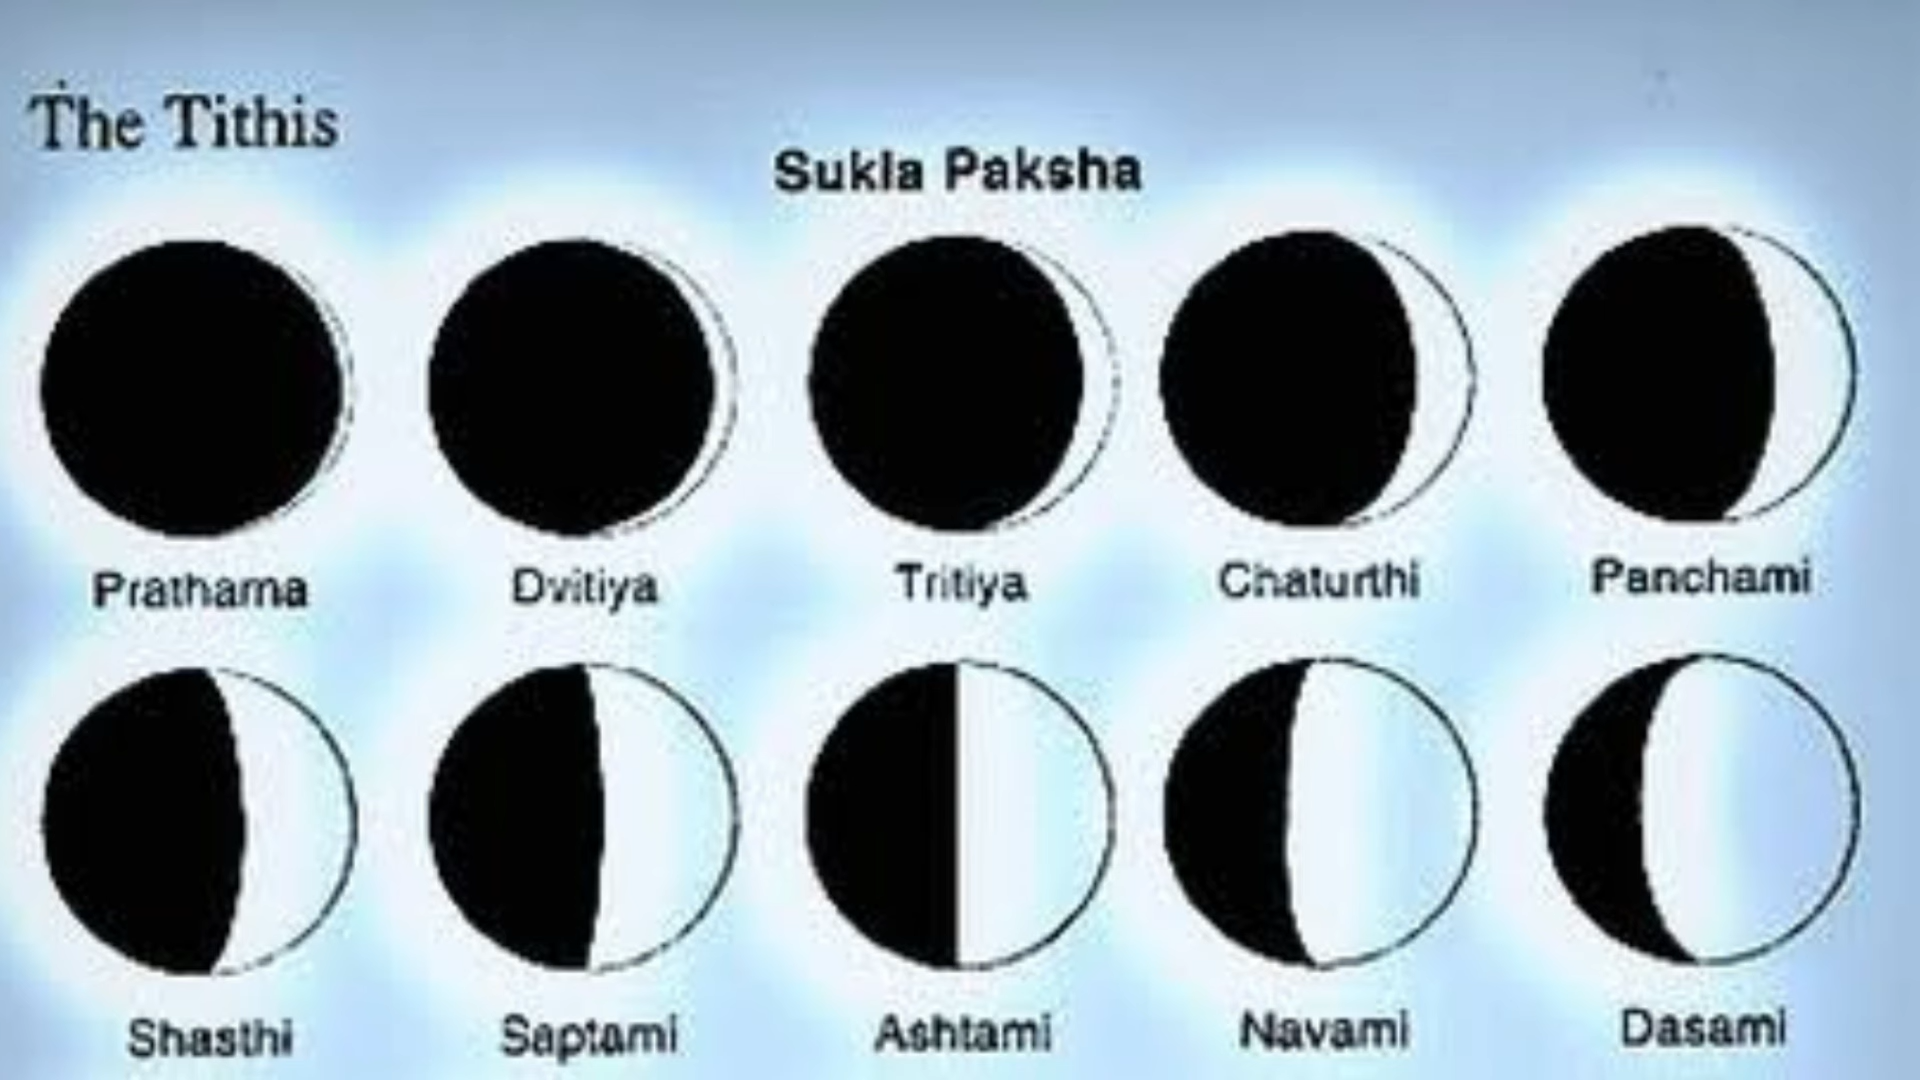 The Tithis
Sukla Paksha
Prathama Dvitiya Tritiya Chaturthi Panchami
Shasthi Saptami Ashtami Navami Dasami